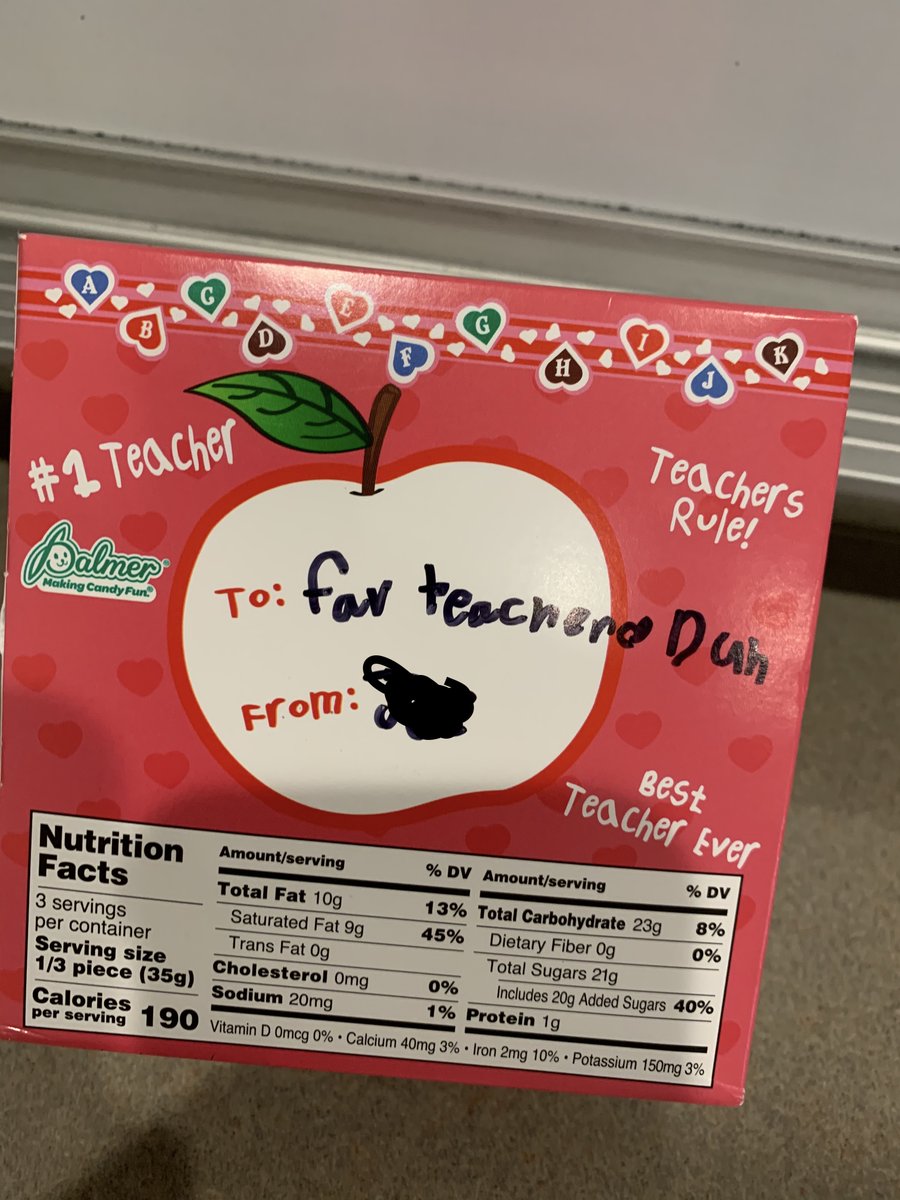 A B C D E F G H I J K
#1 Teacher
Teachers
Rule!
Palmer®
Making Candy Fun.®
To: fav teacher Duh
From:
Best
Teacher Ever
Nutrition
Facts
3 servings
per container
Serving size
1/3 piece (35g)
Calories
per serving 190
Amount/serving % DV
Total Fat 10g 13%
Saturated Fat 9g 45%
Trans Fat 0g
Cholesterol 0mg 0%
Sodium 20mg 1%
Amount/serving % DV
Total Carbohydrate 23g 8%
Dietary Fiber 0g 0%
Total Sugars 21g
Includes 20g Added Sugars 40%
Protein 1g
Vitamin D 0mcg 0% • Calcium 40mg 3% • Iron 2mg 10% • Potassium 150mg 3%